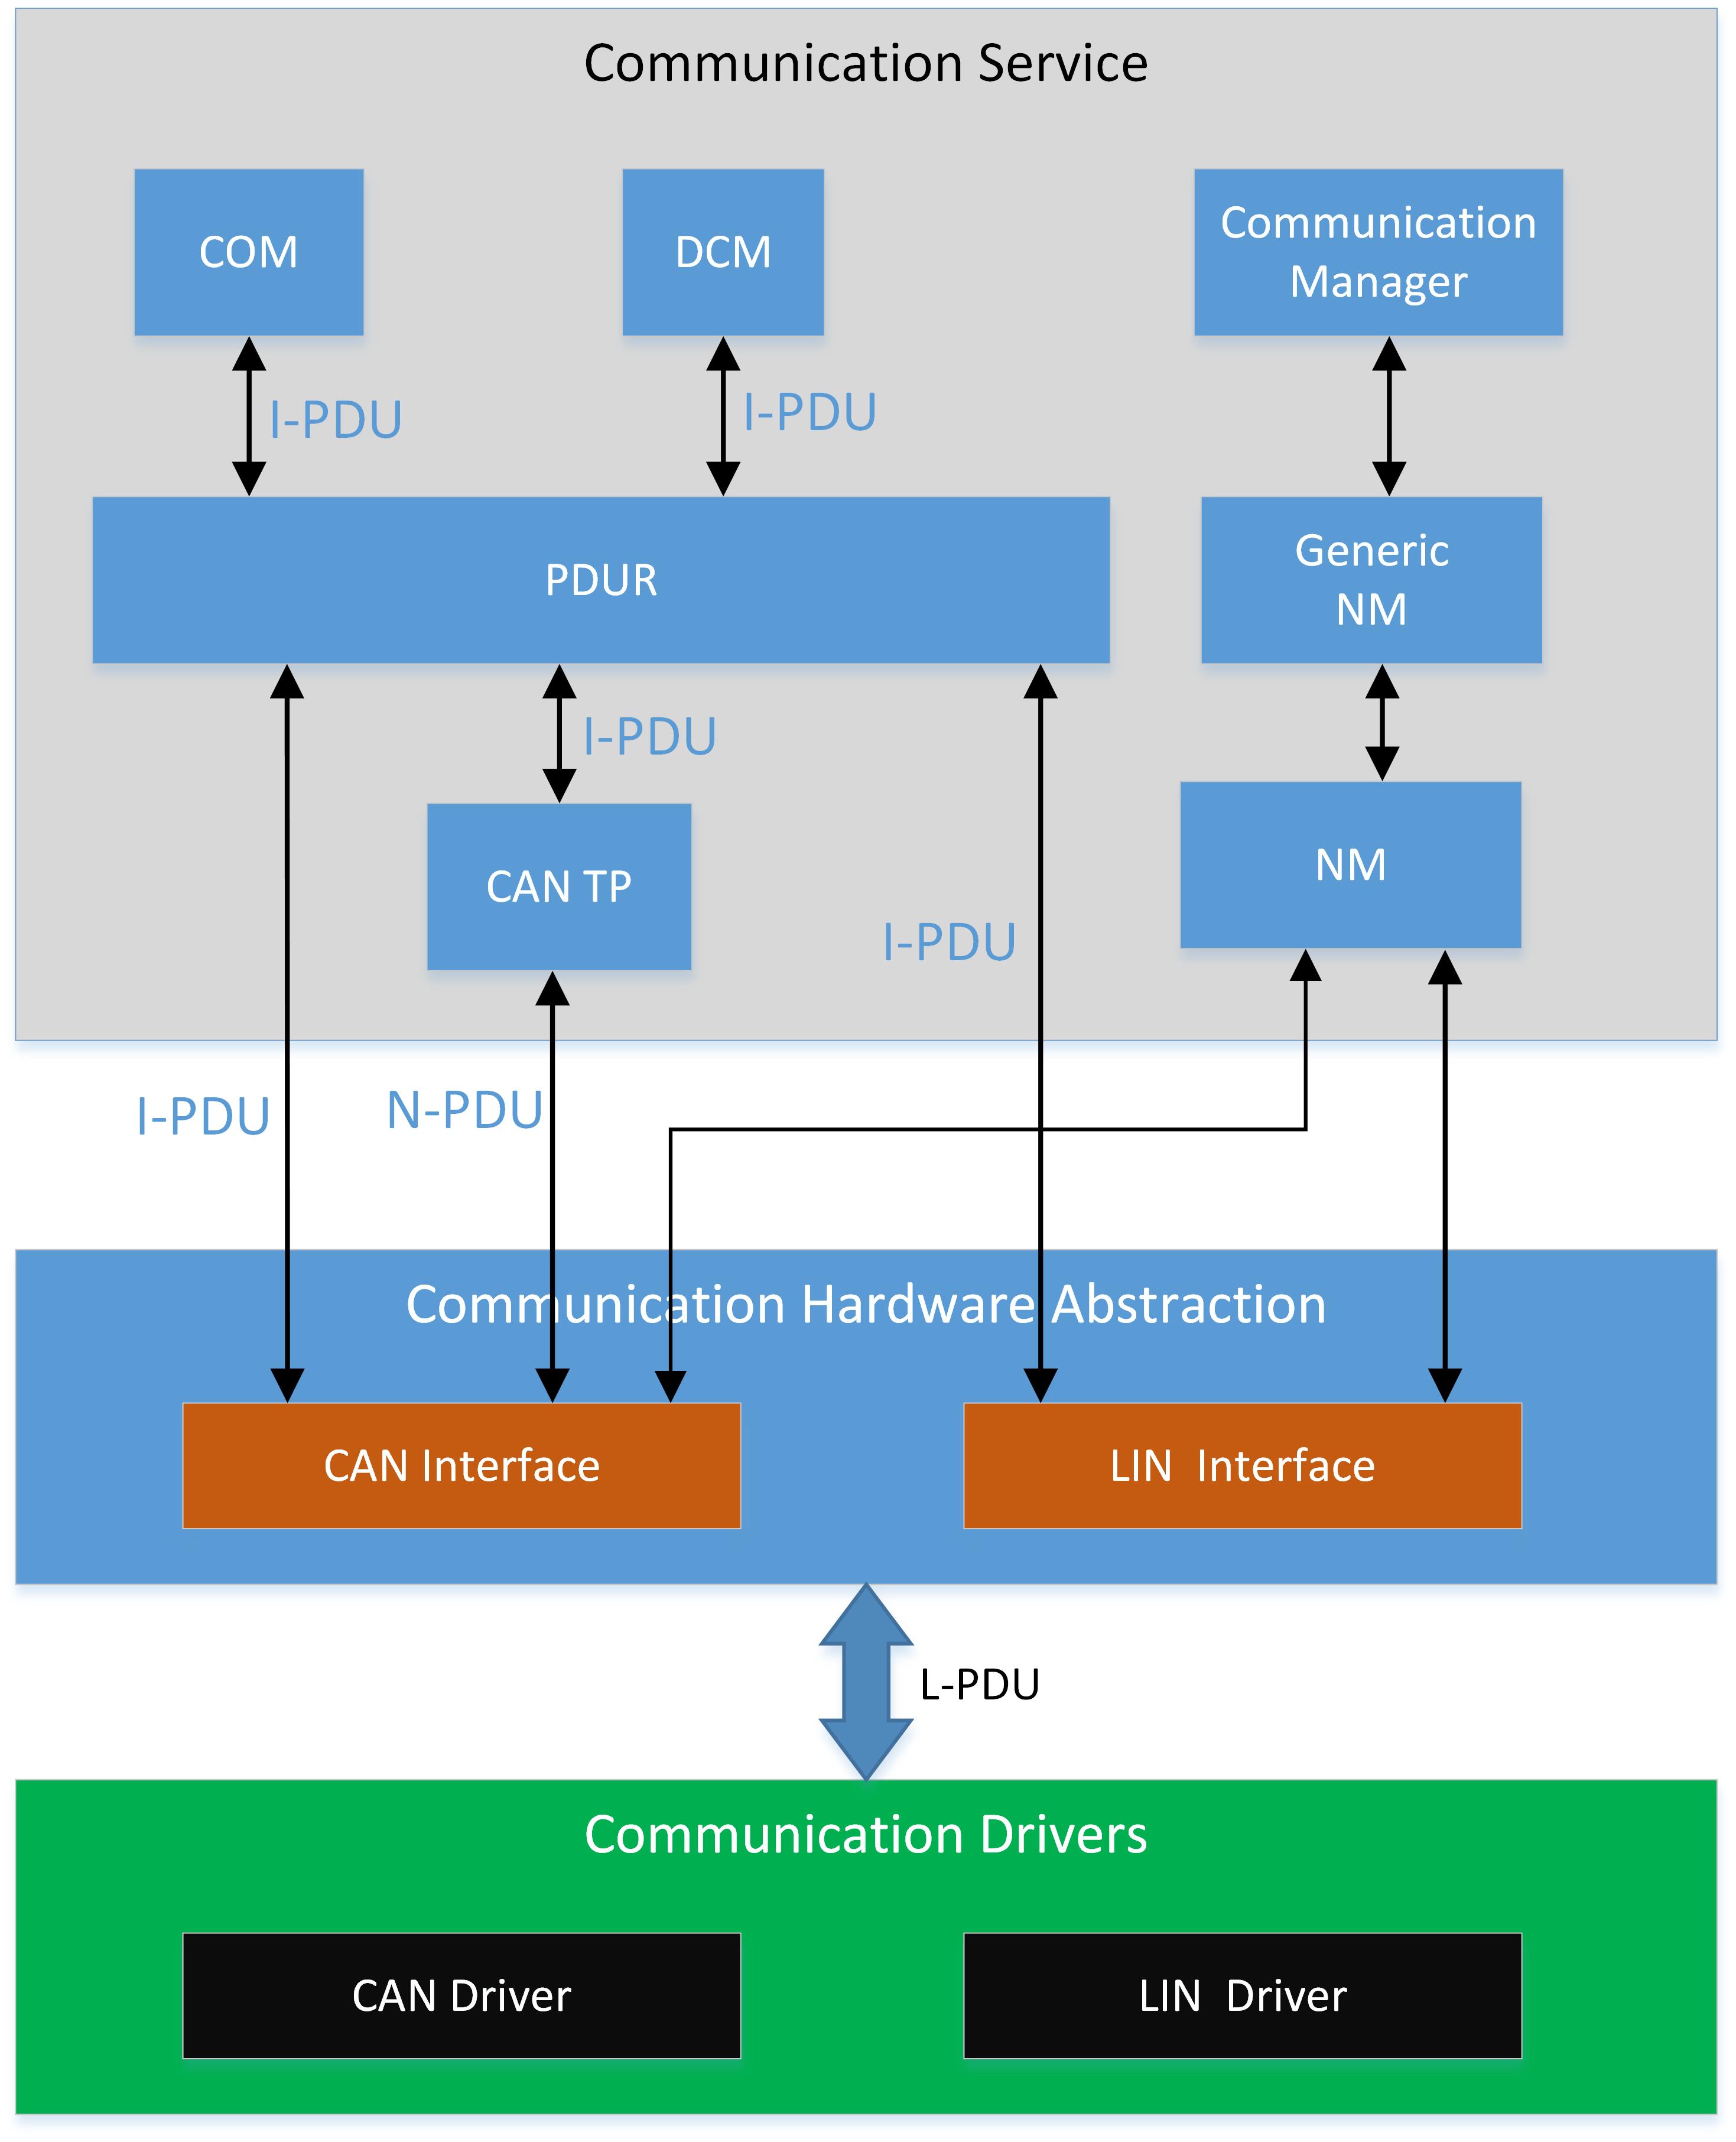 Communication Service
COM
DCM
Communication
Manager
I-PDU
I-PDU
PDUR
Generic
NM
I-PDU
CAN TP
NM
I-PDU
I-PDU
N-PDU
Communication Hardware Abstraction
CAN Interface
LIN Interface
L-PDU
Communication Drivers
CAN Driver
LIN Driver